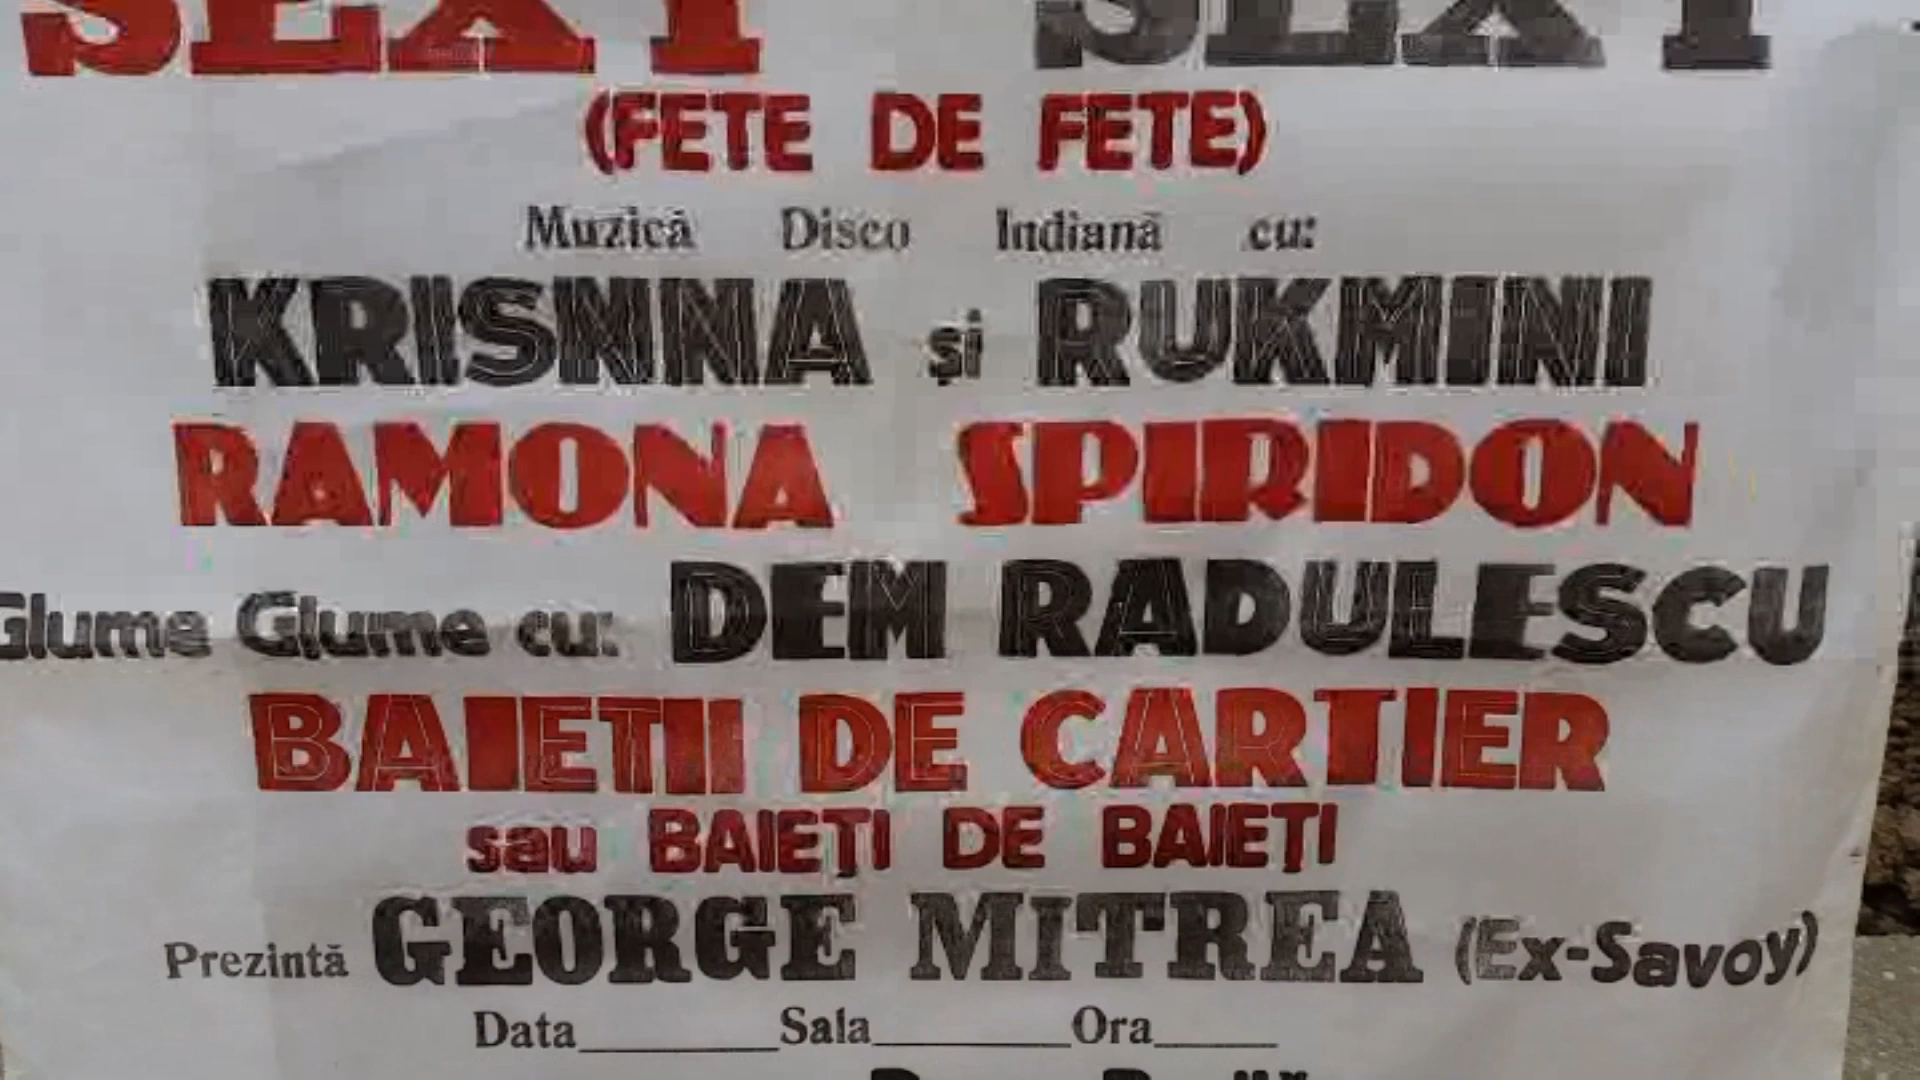 SEXY SEXY
(FETE DE FETE)
Muzică Disco Indiană cu:
KRISNNA și RUKMINI
RAMONA SPIRIDON
Glume Glume cu: DEM RADULESCU
BAIETII DE CARTIER
sau BAIEȚI DE BAIEȚI
Prezintă GEORGE MITREA (Ex-Savoy)
Data______Sala______Ora____